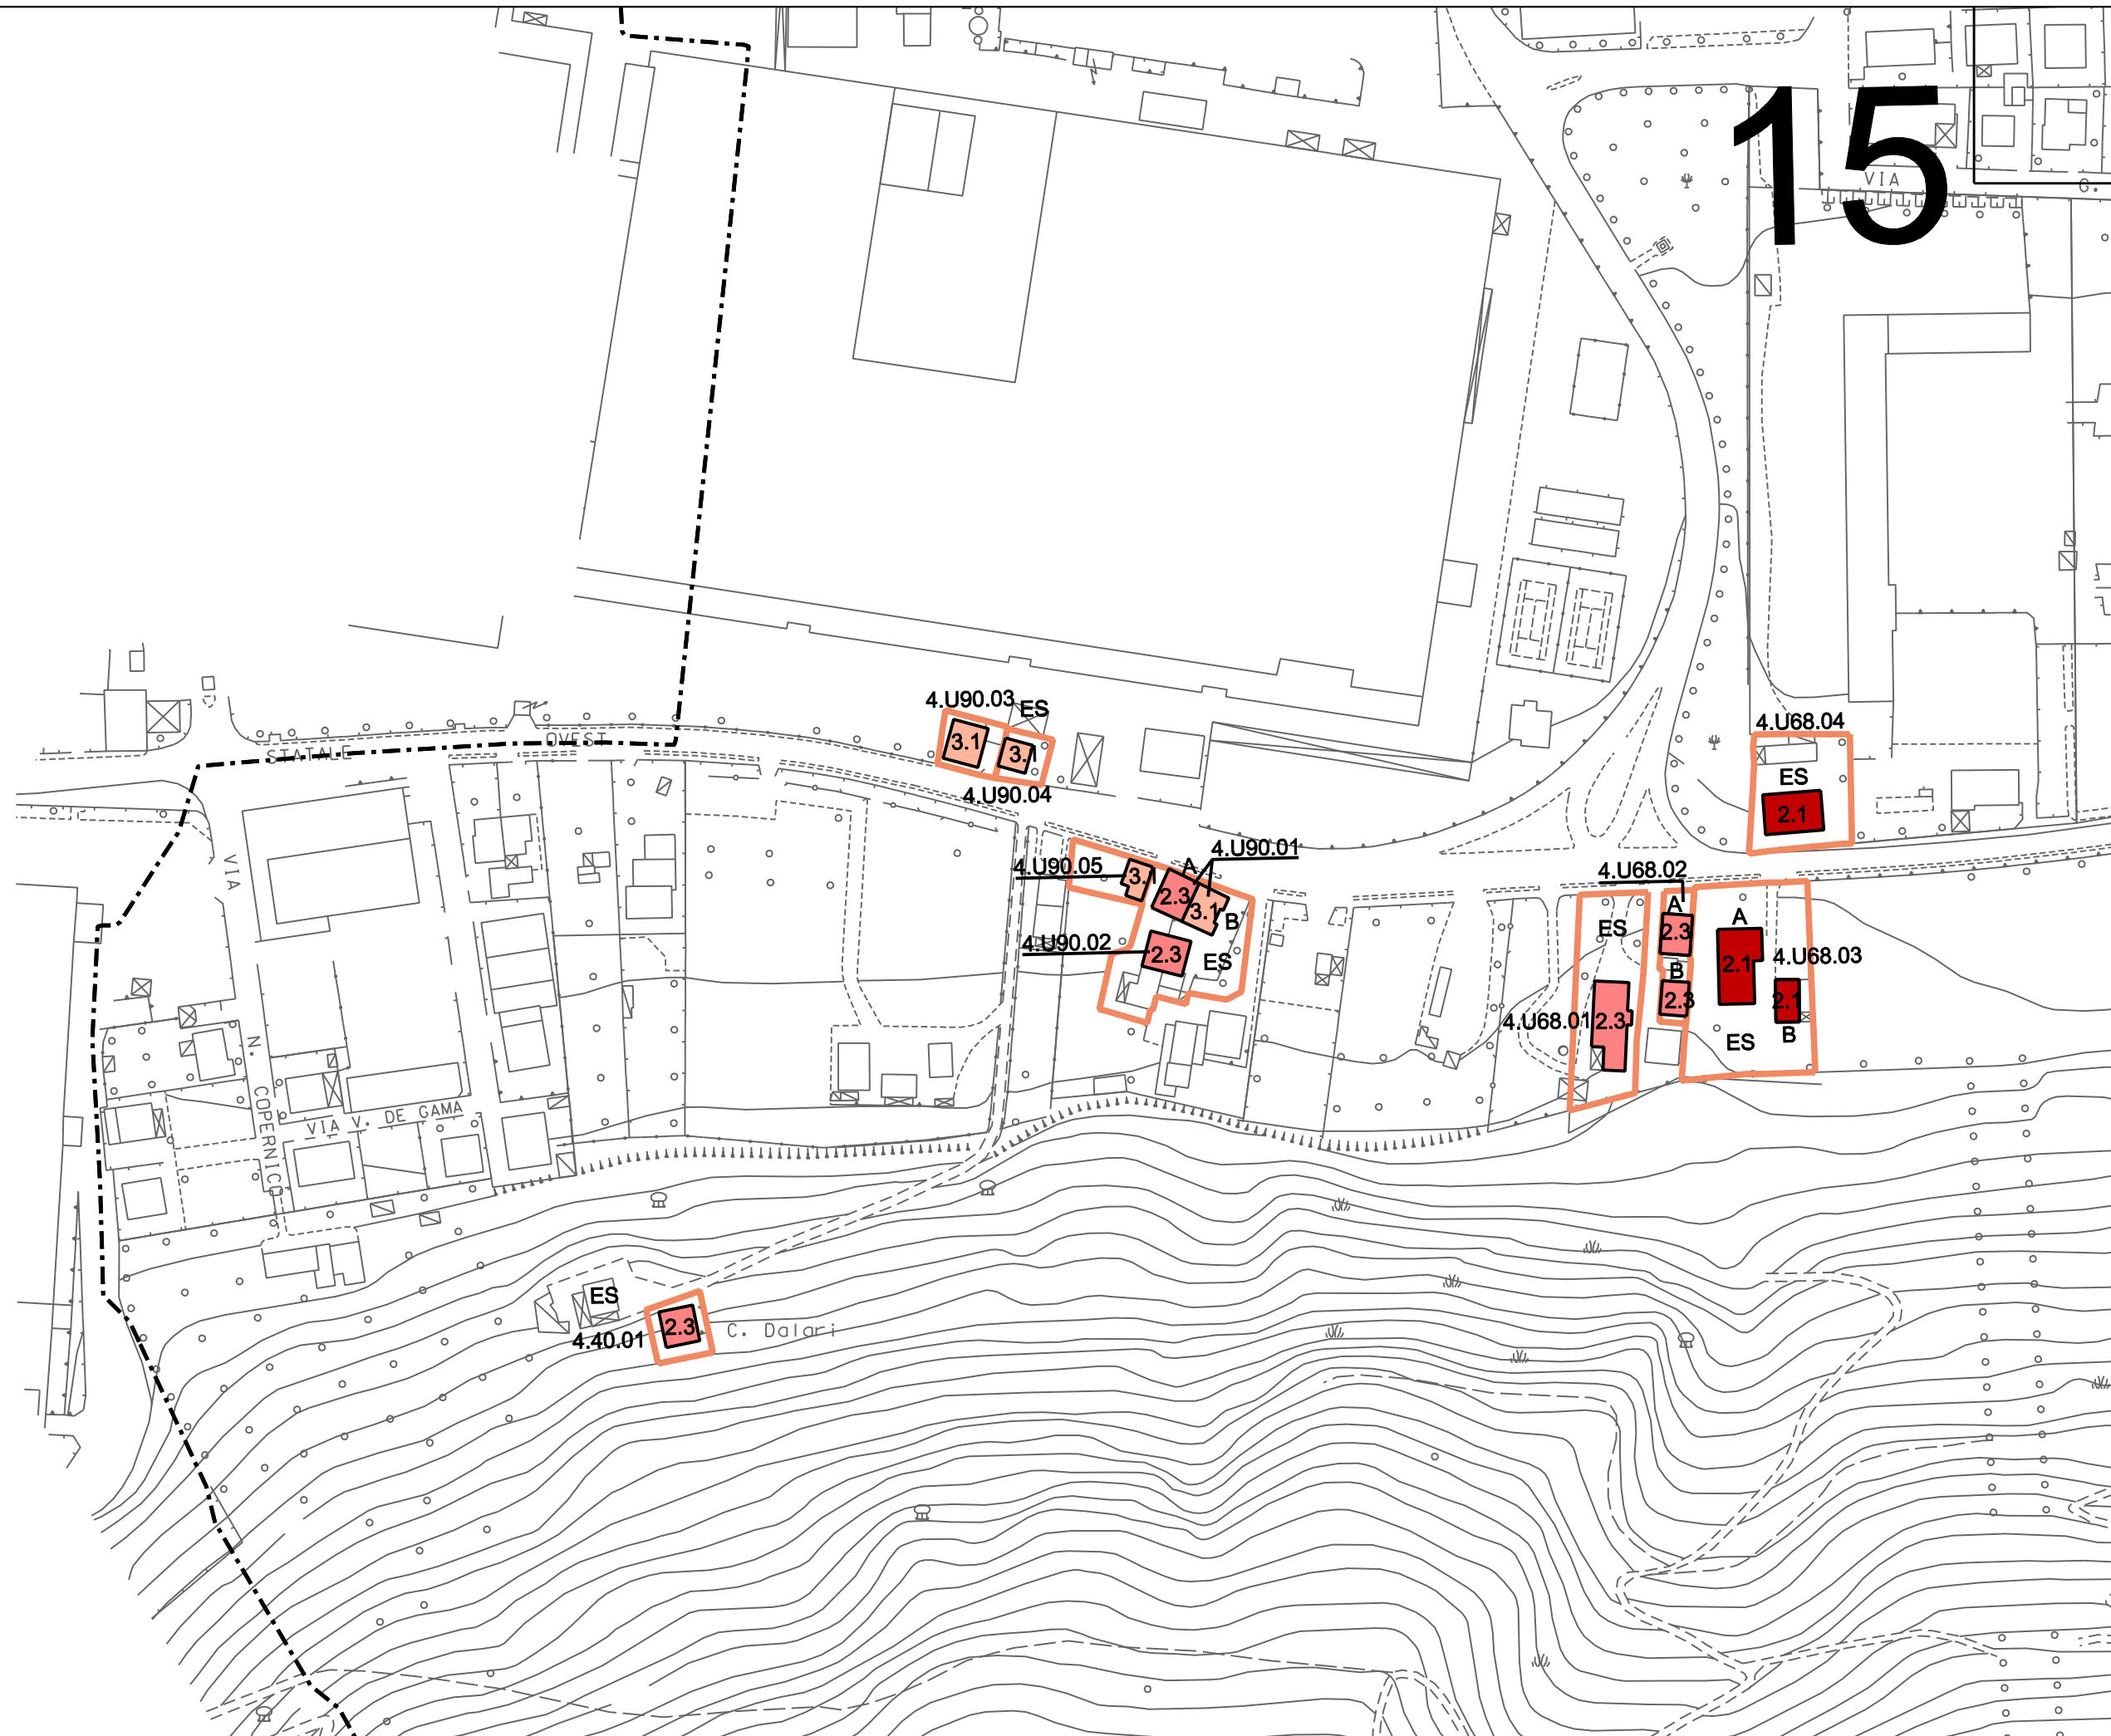 15
VIA
G.
4.U90.03
ES
3.1
3.1
4.U90.04
STATALE
OVEST
4.U68.04
ES
2.1
4.U90.01
A
4.U90.05
3.1
2.3
3.1
B
4.U90.02
2.3
ES
4.U68.02
A
ES
2.3
A
2.1
4.U68.03
B
2.3
2.1
4.U68.01
2.3
ES
B
VIA
N.
COPERNICO
VIA V. DE GAMA
ES
2.3
4.40.01
C. Dalari